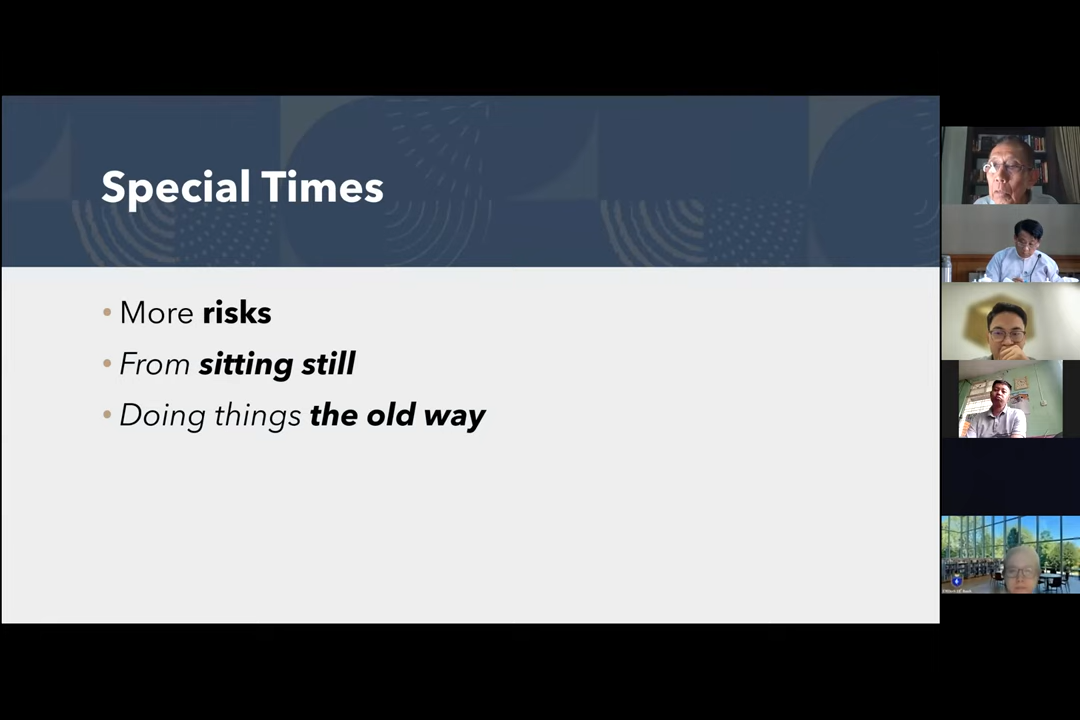 Special Times
• More risks
• From sitting still
• Doing things the old way